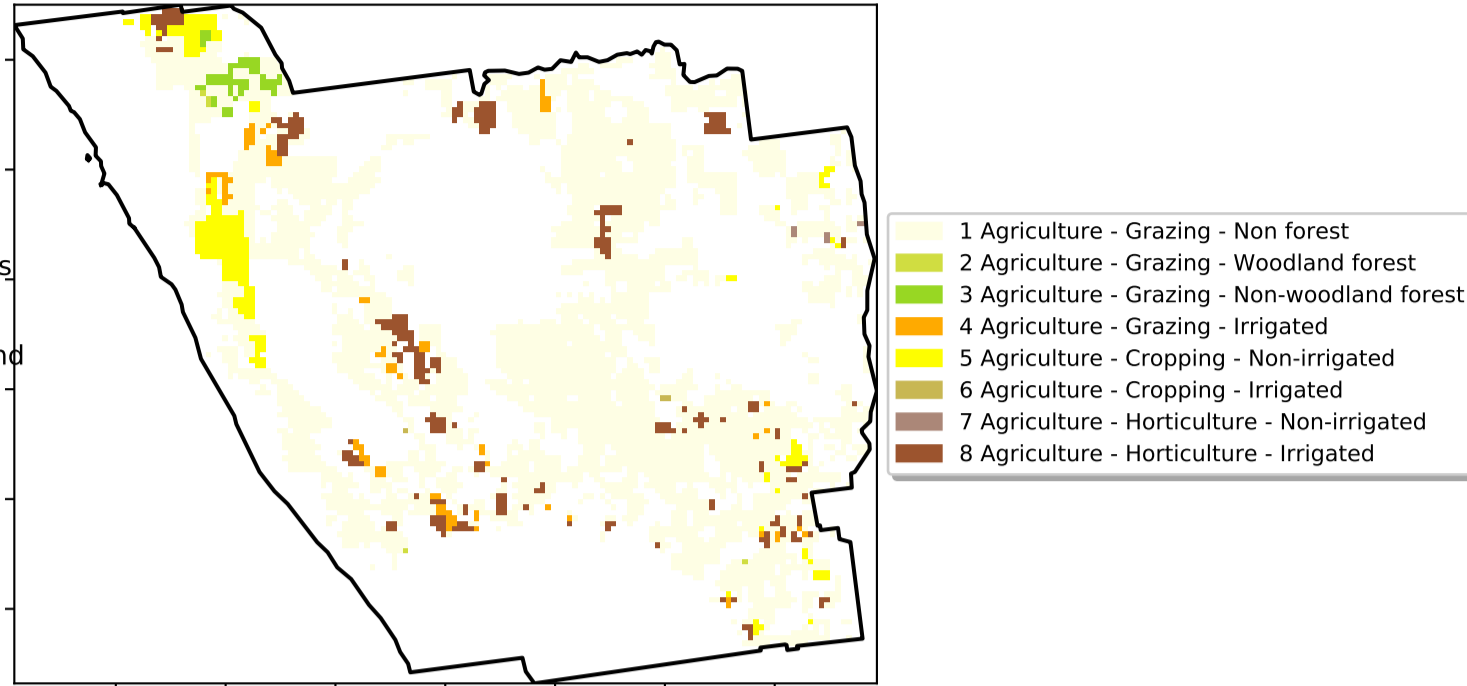 s
nd
1 Agriculture - Grazing - Non forest
2 Agriculture - Grazing - Woodland forest
3 Agriculture - Grazing - Non-woodland forest
4 Agriculture - Grazing - Irrigated
5 Agriculture - Cropping - Non-irrigated
6 Agriculture - Cropping - Irrigated
7 Agriculture - Horticulture - Non-irrigated
8 Agriculture - Horticulture - Irrigated